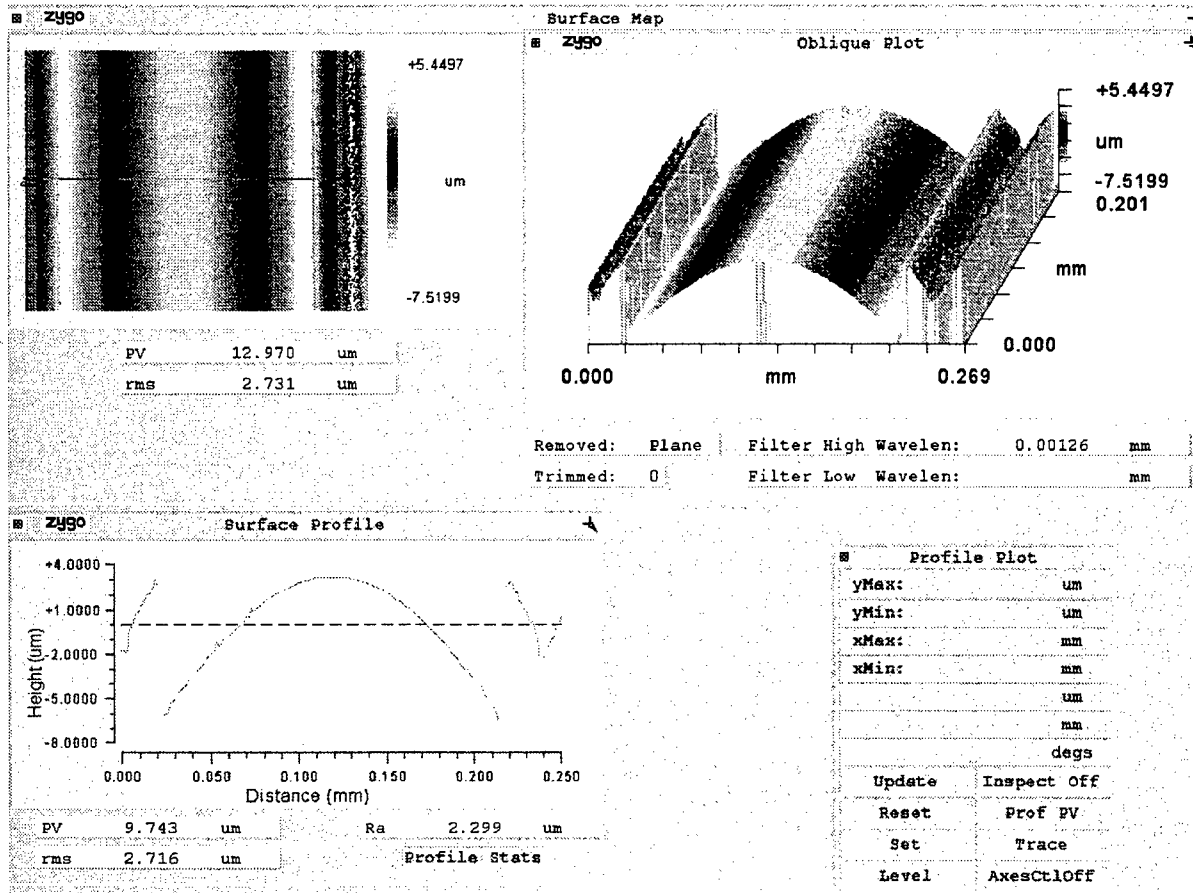 zygo Surface Map
+5.4497
um
-7.5199
PV 12.970 um
rms 2.731 um
zygo Oblique Plot
+5.4497
um
-7.5199
0.201
mm
0.000
0.000 mm 0.269
Removed: Plane Filter High Wavelen: 0.00126 mm
Trimmed: 0 Filter Low Wavelen: mm
zygo Surface Profile
+4.0000
+1.0000
-2.0000
-5.0000
-8.0000
Height (um)
0.000 0.050 0.100 0.150 0.200 0.250
Distance (mm)
PV 9.743 um Ra 2.299 um
rms 2.716 um Profile Stats
Profile Plot
yMax: um
yMin: um
xMax: mm
xMin: mm
um
mm
degs
Update Inspect Off
Reset Prof PV
Set Trace
Level AxesCtlOff